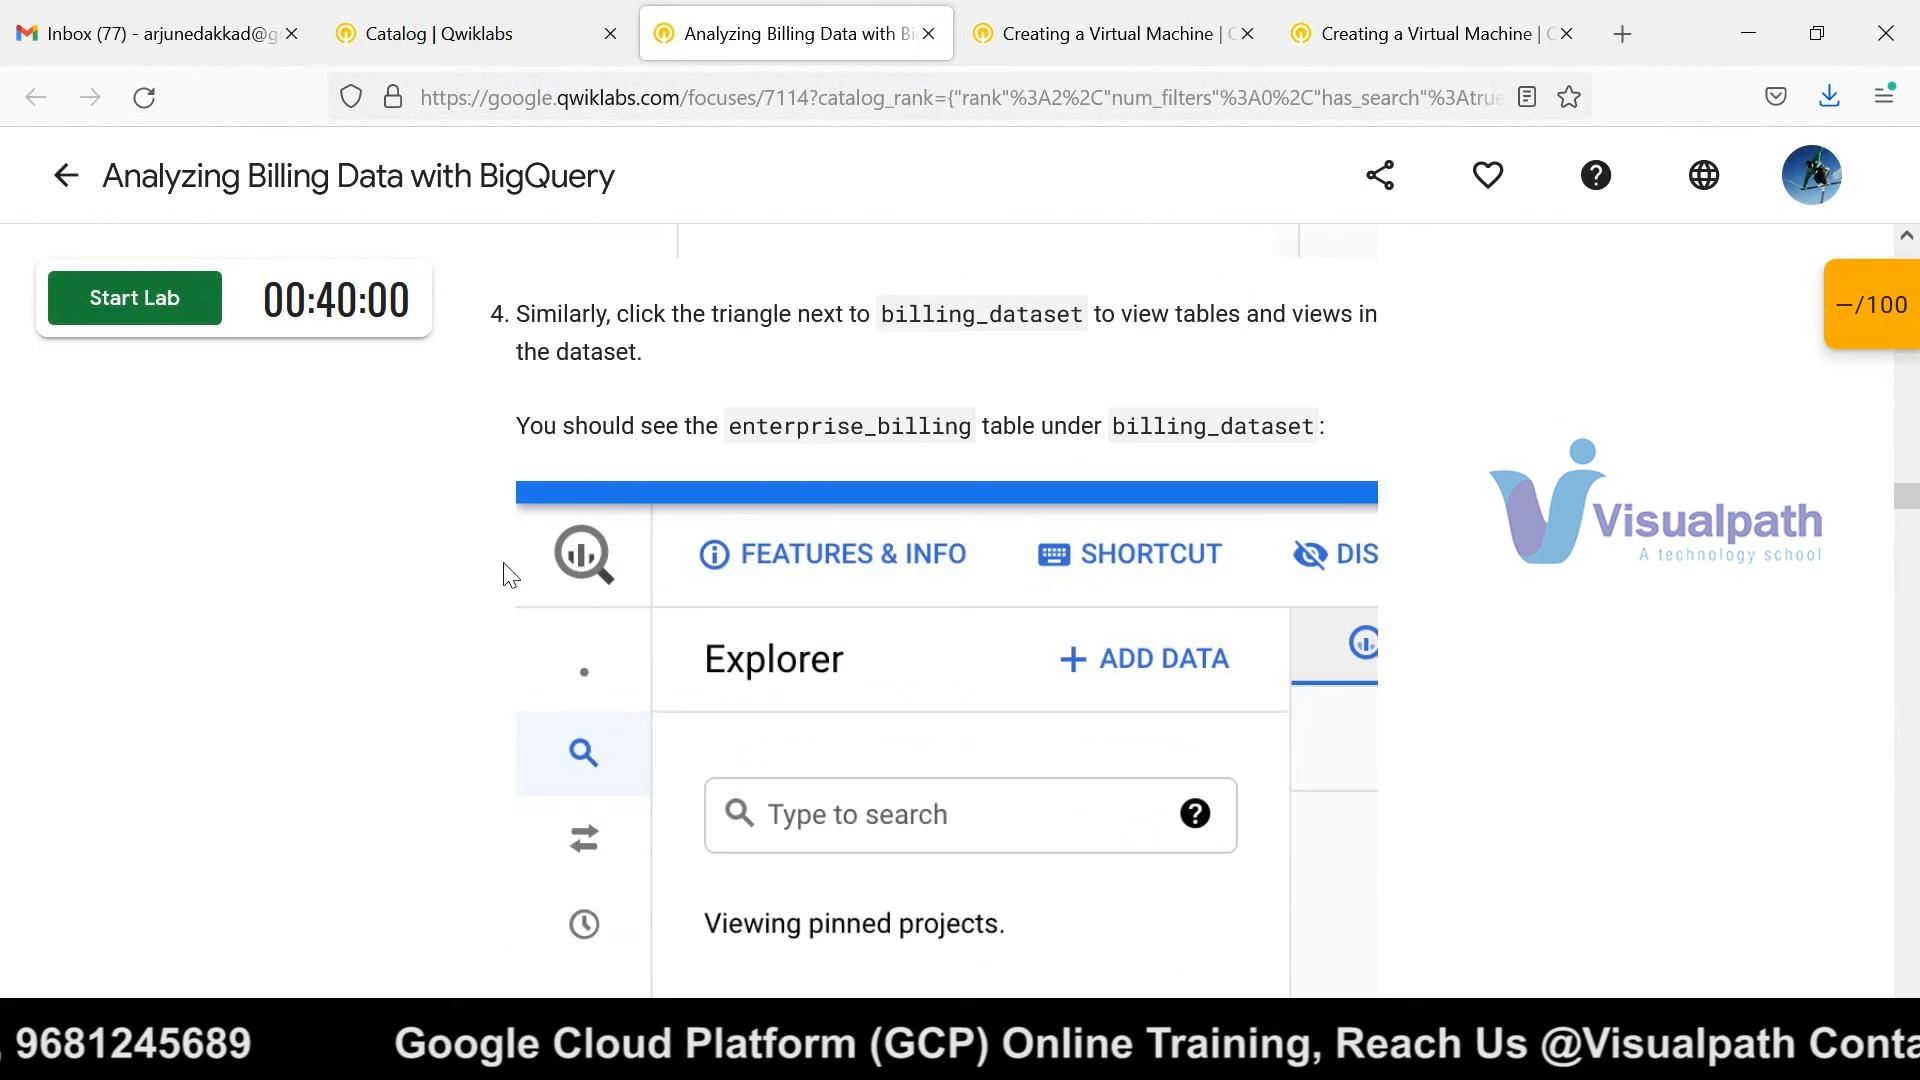 Inbox (77) - arjunedakkad@g
Catalog | Qwiklabs
Analyzing Billing Data with Bi
Creating a Virtual Machine | C
Creating a Virtual Machine | C
https://google.qwiklabs.com/focuses/7114?catalog_rank={"rank"%3A2%2C"num_filters"%3A0%2C"has_search"%3Atrue
Analyzing Billing Data with BigQuery
Start Lab
00:40:00
–/100
4. Similarly, click the triangle next to billing_dataset to view tables and views in
the dataset.
You should see the enterprise_billing table under billing_dataset:
Visualpath
A technology school
FEATURES & INFO
SHORTCUT
DIS
Explorer
+ ADD DATA
Type to search
Viewing pinned projects.
, 9681245689 Google Cloud Platform (GCP) Online Training, Reach Us @Visualpath Conta